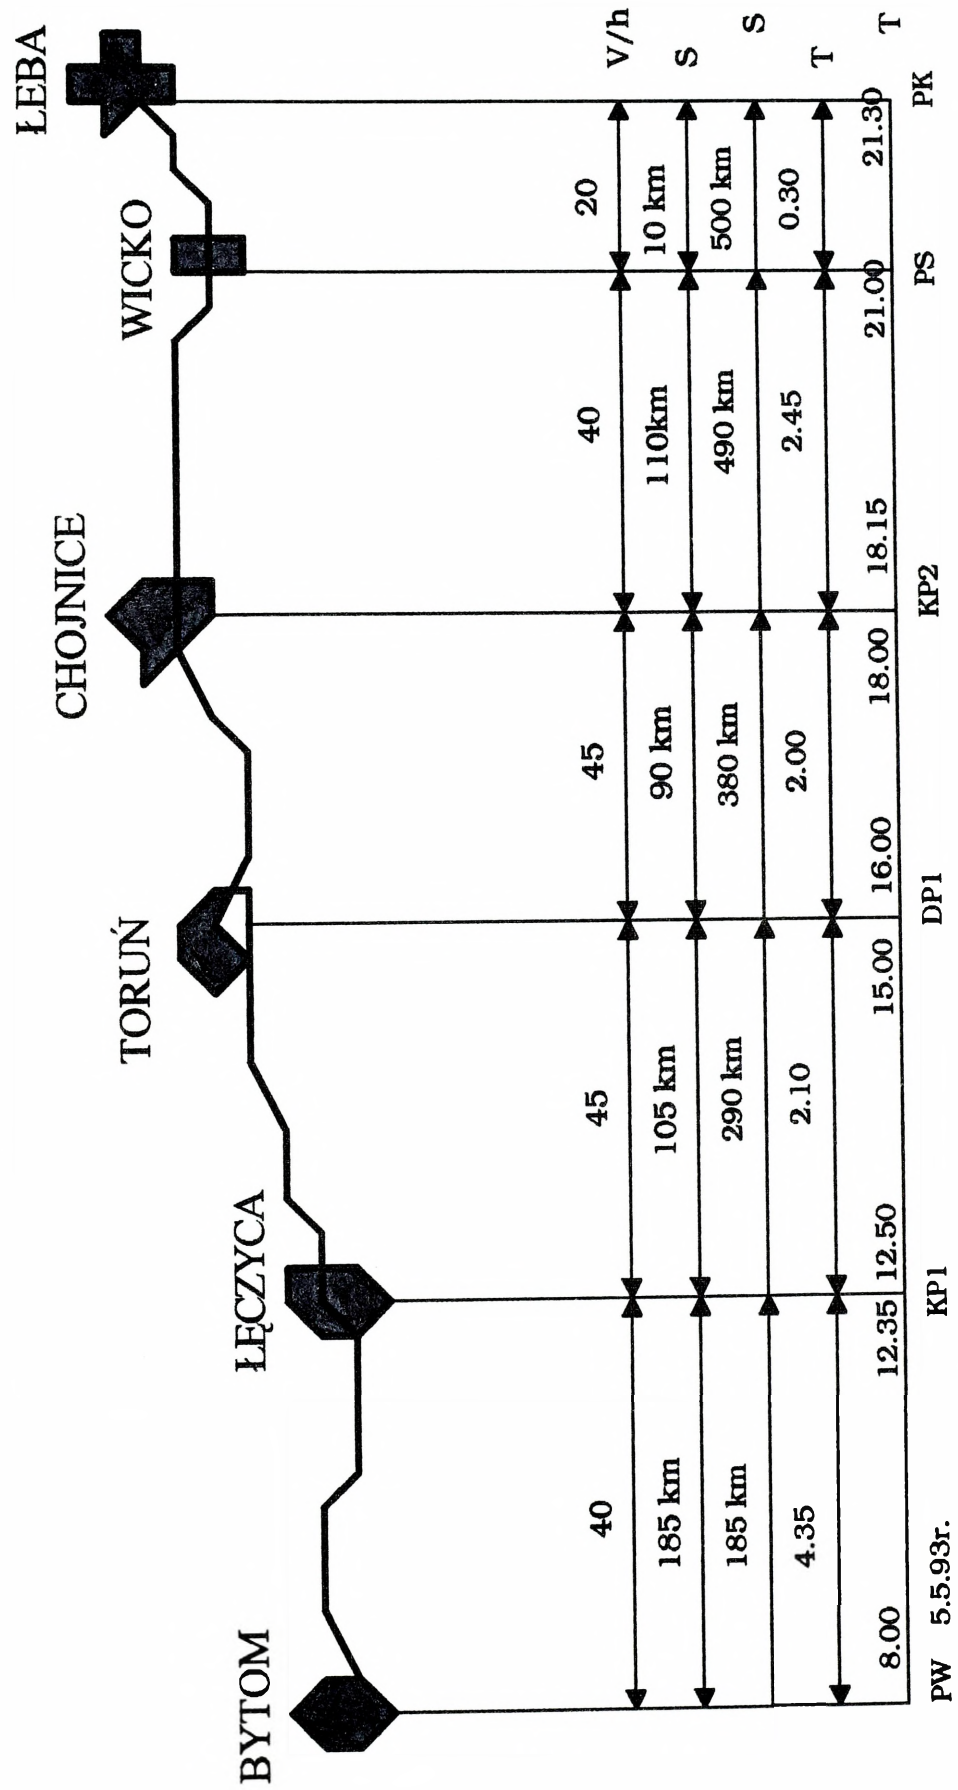 BYTOM
ŁĘCZYCA
TORUŃ
CHOJNICE
WICKO
ŁEBA
40 45 45 40 20 V/h
185 km 105 km 90 km 110km 10 km S
185 km 290 km 380 km 490 km 500 km S
4.35 2.10 2.00 2.45 0.30 T
8.00 12.35 12.50 15.00 16.00 18.00 18.15 21.00 21.30 T
PW 5.5.93r. KP1 DP1 KP2 PS PK